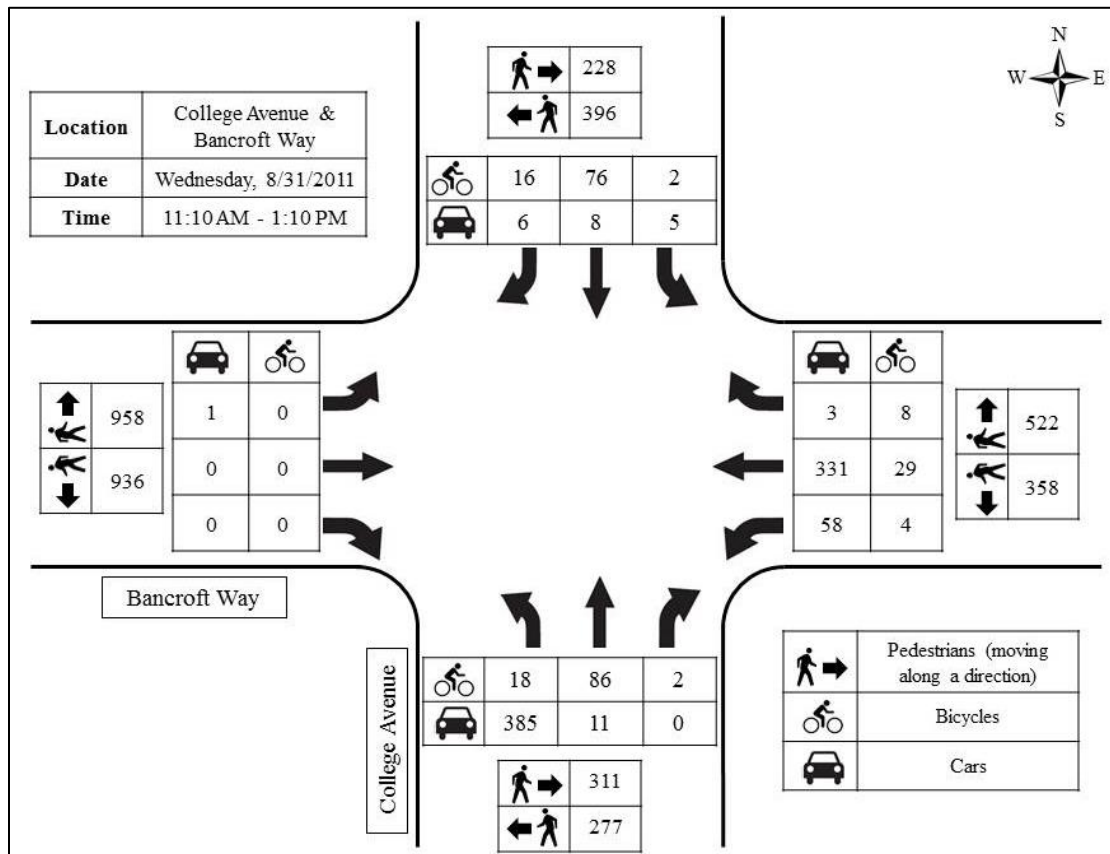 228
396
N
W E
S
Location College Avenue &
Bancroft Way
Date Wednesday, 8/31/2011
Time 11:10 AM - 1:10 PM
16 76 2
6 8 5
958
936
1 0
0 0
0 0
3 8
331 29
58 4
522
358
Bancroft Way
College Avenue
18 86 2
385 11 0
311
277
Pedestrians (moving
along a direction)
Bicycles
Cars